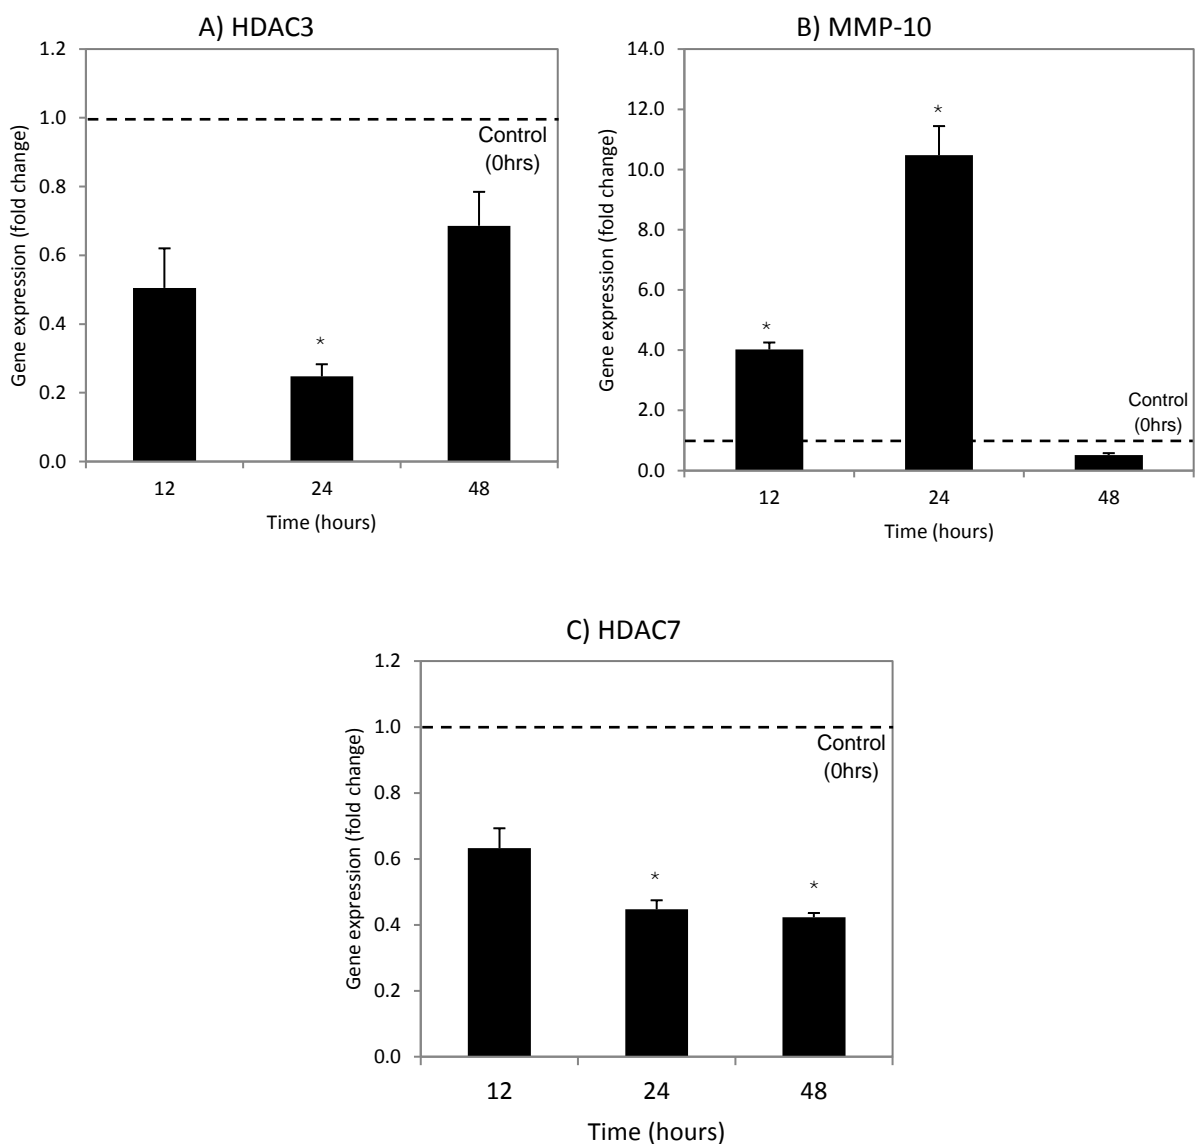 A) HDAC3
1.2
1.0
0.8
0.6
0.4
0.2
0.0
Gene expression (fold change)
Control
(0hrs)
*
12 24 48
Time (hours)
B) MMP-10
14.0
12.0
10.0
8.0
6.0
4.0
2.0
0.0
Gene expression (fold change)
*
*
Control
(0hrs)
12 24 48
Time (hours)
C) HDAC7
1.2
1.0
0.8
0.6
0.4
0.2
0.0
Gene expression (fold change)
Control
(0hrs)
* *
12 24 48
Time (hours)